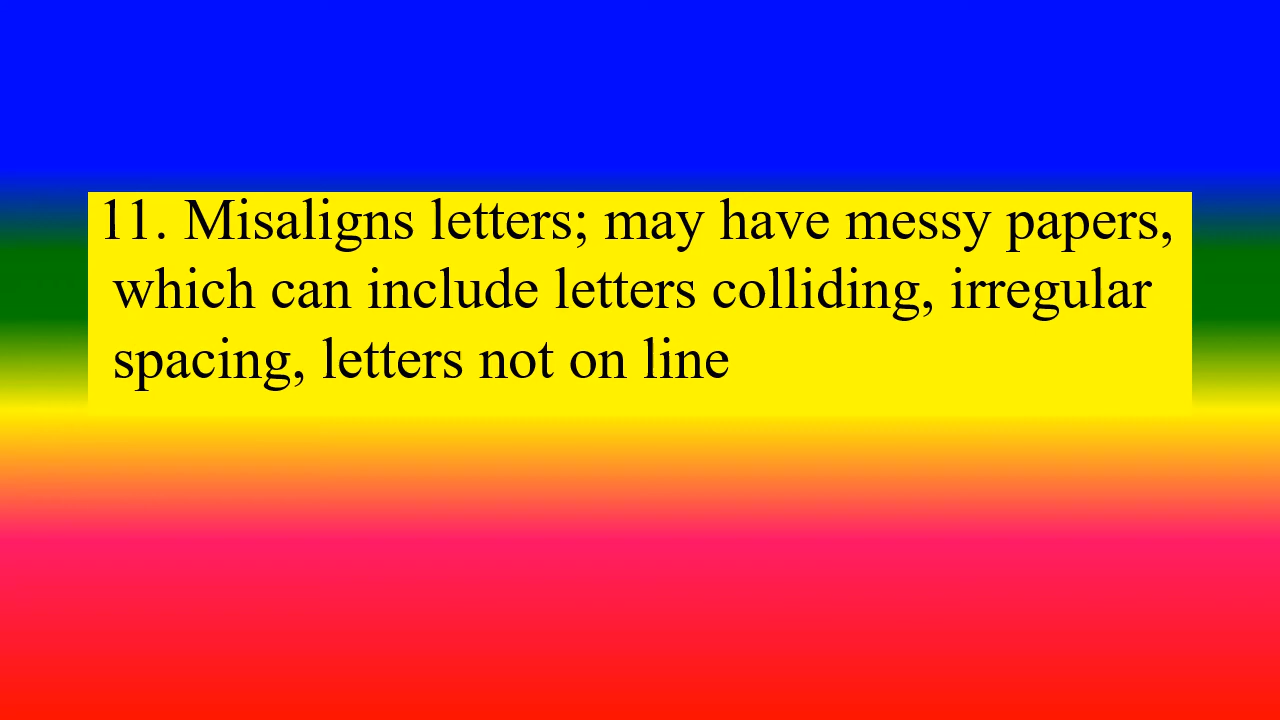 11. Misaligns letters; may have messy papers,
which can include letters colliding, irregular
spacing, letters not on line